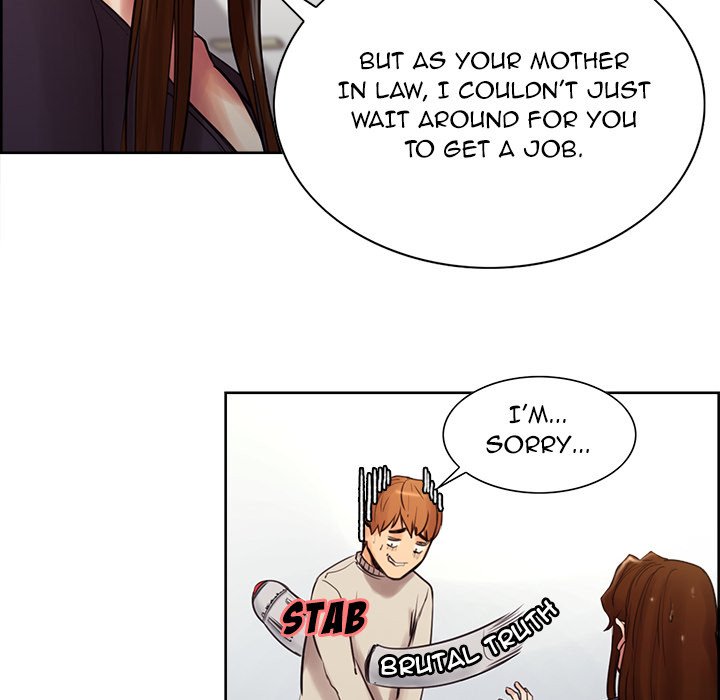 BUT AS YOUR MOTHER
IN LAW, I COULDN'T JUST
WAIT AROUND FOR YOU
TO GET A JOB.
I'M...
SORRY...
STAB
BRUTAL TRUTH